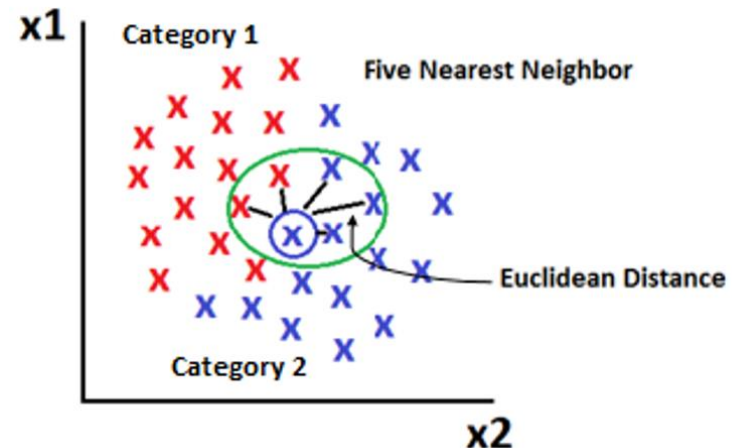 x1
Category 1
Five Nearest Neighbor
Euclidean Distance
Category 2
x2